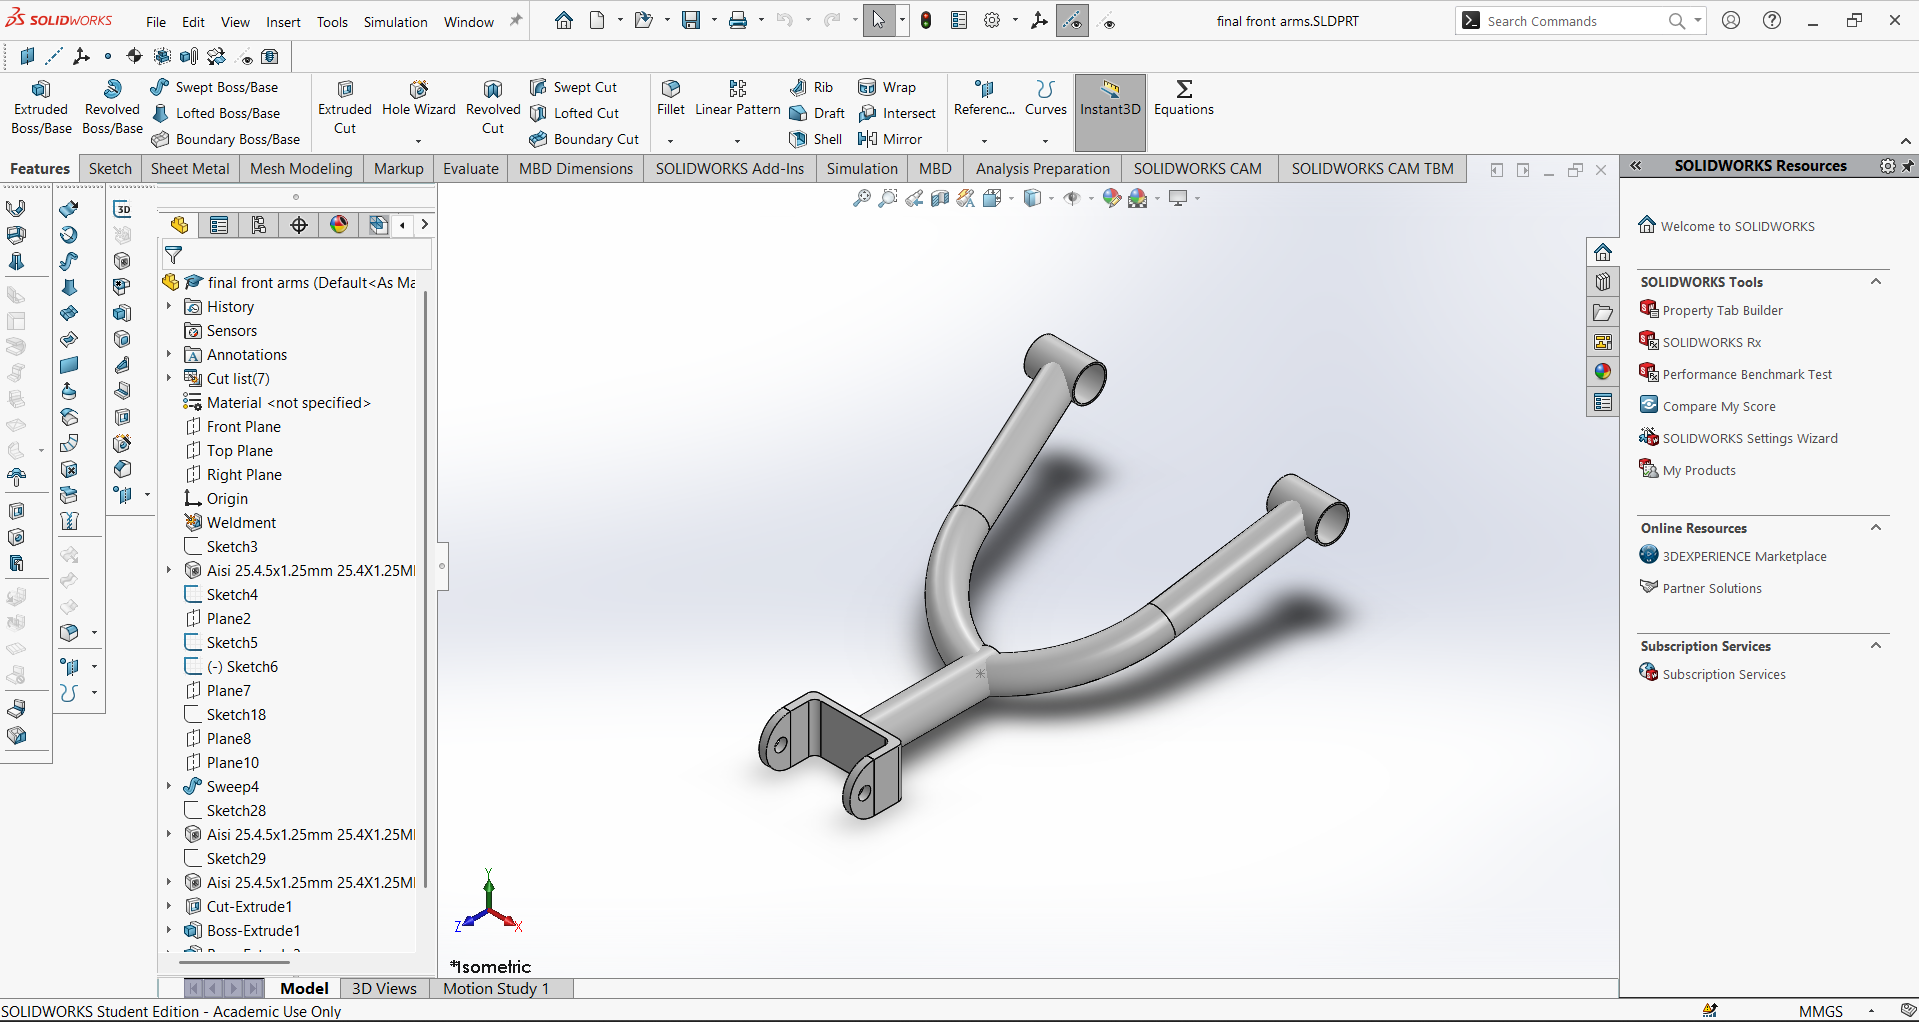 SOLIDWORKS File Edit View Insert Tools Simulation Window final front arms.SLDPRT Search Commands
Extruded Boss/Base
Revolved Boss/Base
Swept Boss/Base
Lofted Boss/Base
Boundary Boss/Base
Extruded Cut
Hole Wizard
Revolved Cut
Swept Cut
Lofted Cut
Boundary Cut
Fillet
Linear Pattern
Rib
Draft
Shell
Wrap
Intersect
Mirror
Referenc...
Curves
Instant3D
Equations
Features Sketch Sheet Metal Mesh Modeling Markup Evaluate MBD Dimensions SOLIDWORKS Add-Ins Simulation MBD Analysis Preparation SOLIDWORKS CAM SOLIDWORKS CAM TBM
final front arms (Default<As Ma
History
Sensors
Annotations
Cut list(7)
Material <not specified>
Front Plane
Top Plane
Right Plane
Origin
Weldment
Sketch3
Aisi 25.4.5x1.25mm 25.4X1.25M
Sketch4
Plane2
Sketch5
(-) Sketch6
Plane7
Sketch18
Plane8
Plane10
Sweep4
Sketch28
Aisi 25.4.5x1.25mm 25.4X1.25M
Sketch29
Aisi 25.4.5x1.25mm 25.4X1.25M
Cut-Extrude1
Boss-Extrude1
Y
Z
X
*Isometric
Model 3D Views Motion Study 1
SOLIDWORKS Student Edition - Academic Use Only
MMGS
SOLIDWORKS Resources
Welcome to SOLIDWORKS
SOLIDWORKS Tools
Property Tab Builder
SOLIDWORKS Rx
Performance Benchmark Test
Compare My Score
SOLIDWORKS Settings Wizard
My Products
Online Resources
3DEXPERIENCE Marketplace
Partner Solutions
Subscription Services
Subscription Services